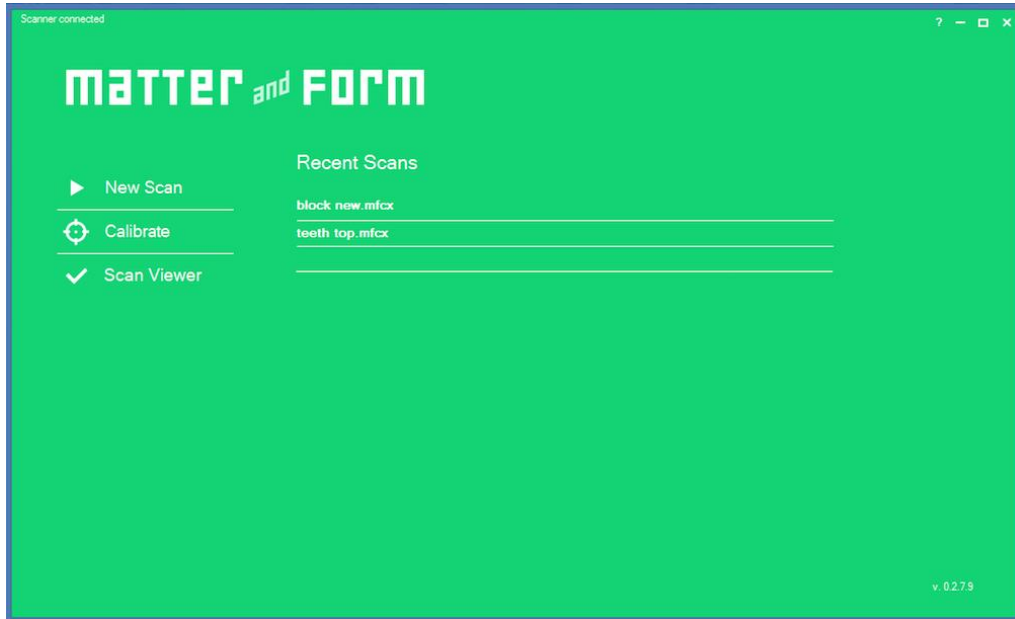 Scanner connected
?
matter and form
Recent Scans
New Scan
block new.mfcx
Calibrate
teeth top.mfcx
Scan Viewer
v. 0.2.7.9